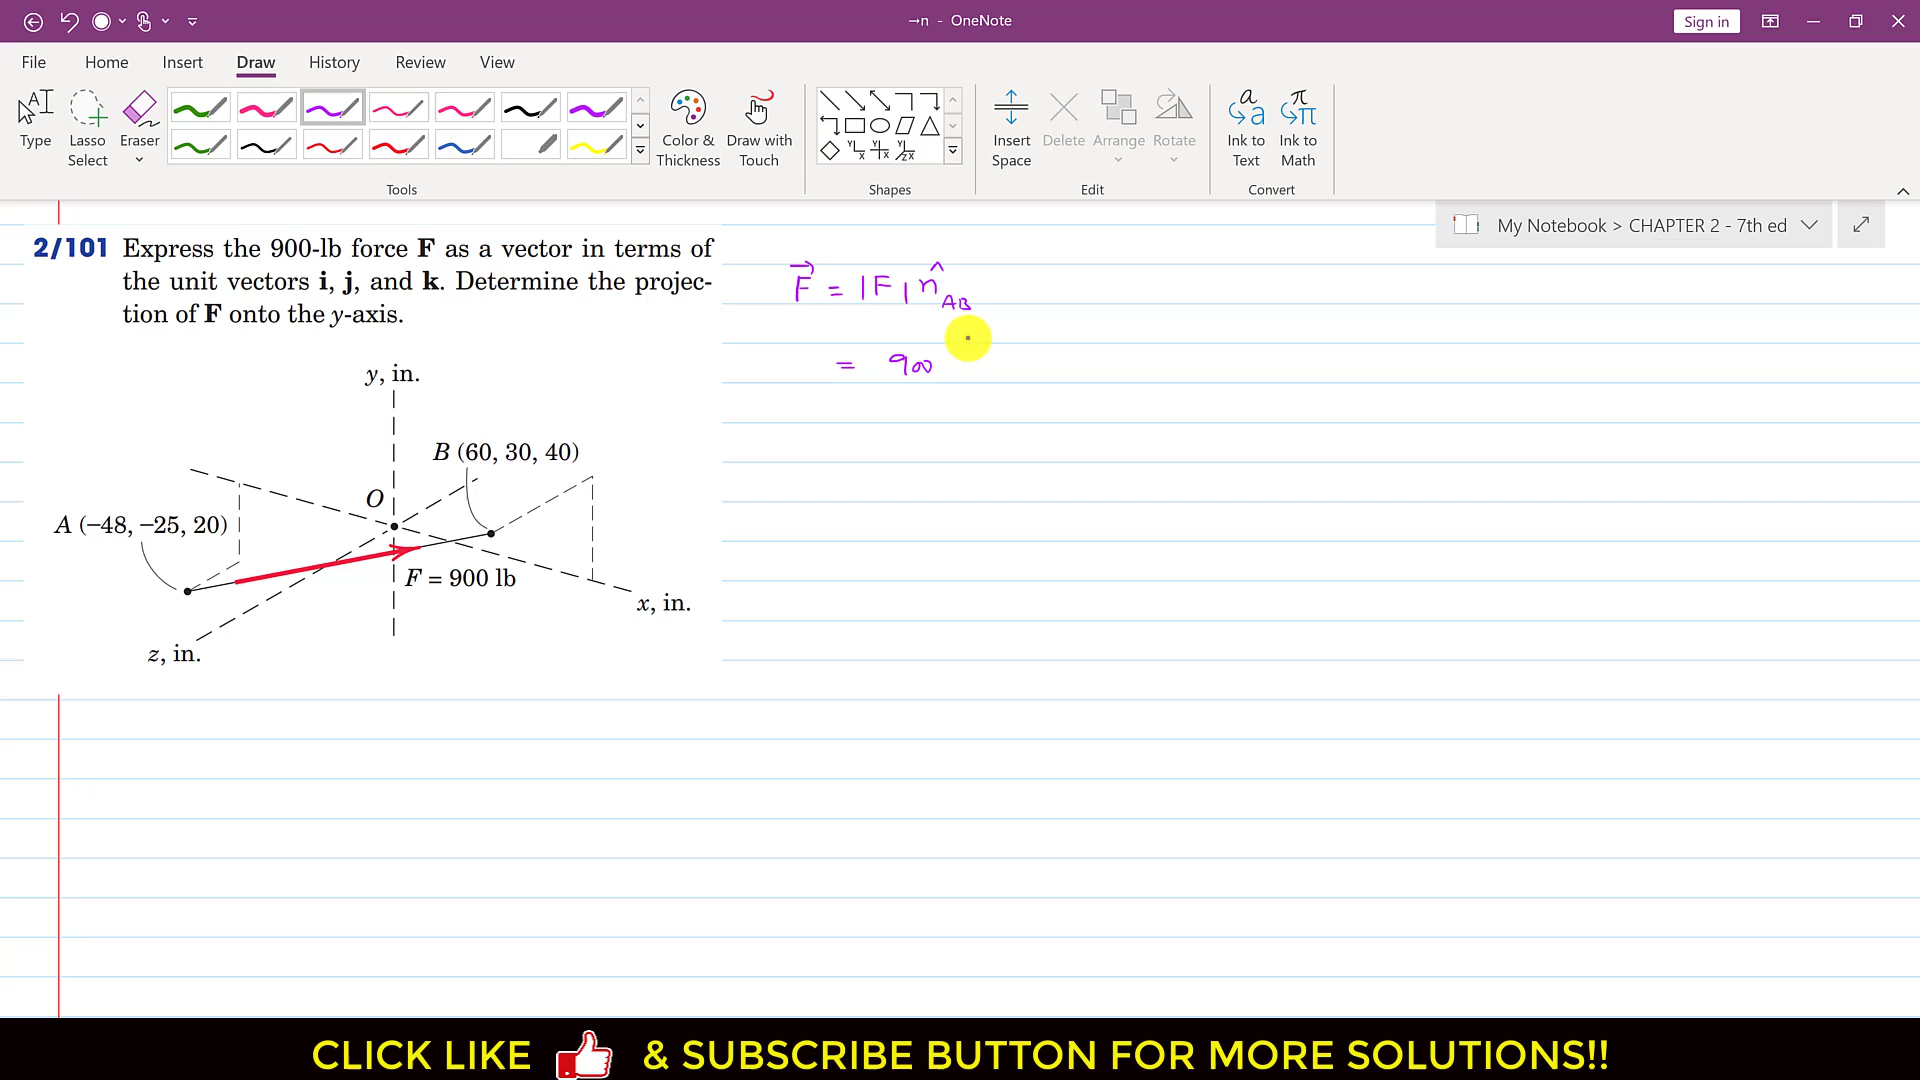 →n - OneNote
Sign in
File Home Insert Draw History Review View
Type
Lasso Select
Eraser
Color & Thickness
Draw with Touch
Insert Space
Delete
Arrange
Rotate
Ink to Text
Ink to Math
Tools
Shapes
Edit
Convert
My Notebook > CHAPTER 2 - 7th ed
2/101 Express the 900-lb force F as a vector in terms of
the unit vectors i, j, and k. Determine the projec-
tion of F onto the y-axis.
y, in.
B (60, 30, 40)
O
A (–48, –25, 20)
F = 900 lb
x, in.
z, in.
F⃗ = |F| n̂ AB
= 900
CLICK LIKE & SUBSCRIBE BUTTON FOR MORE SOLUTIONS!!